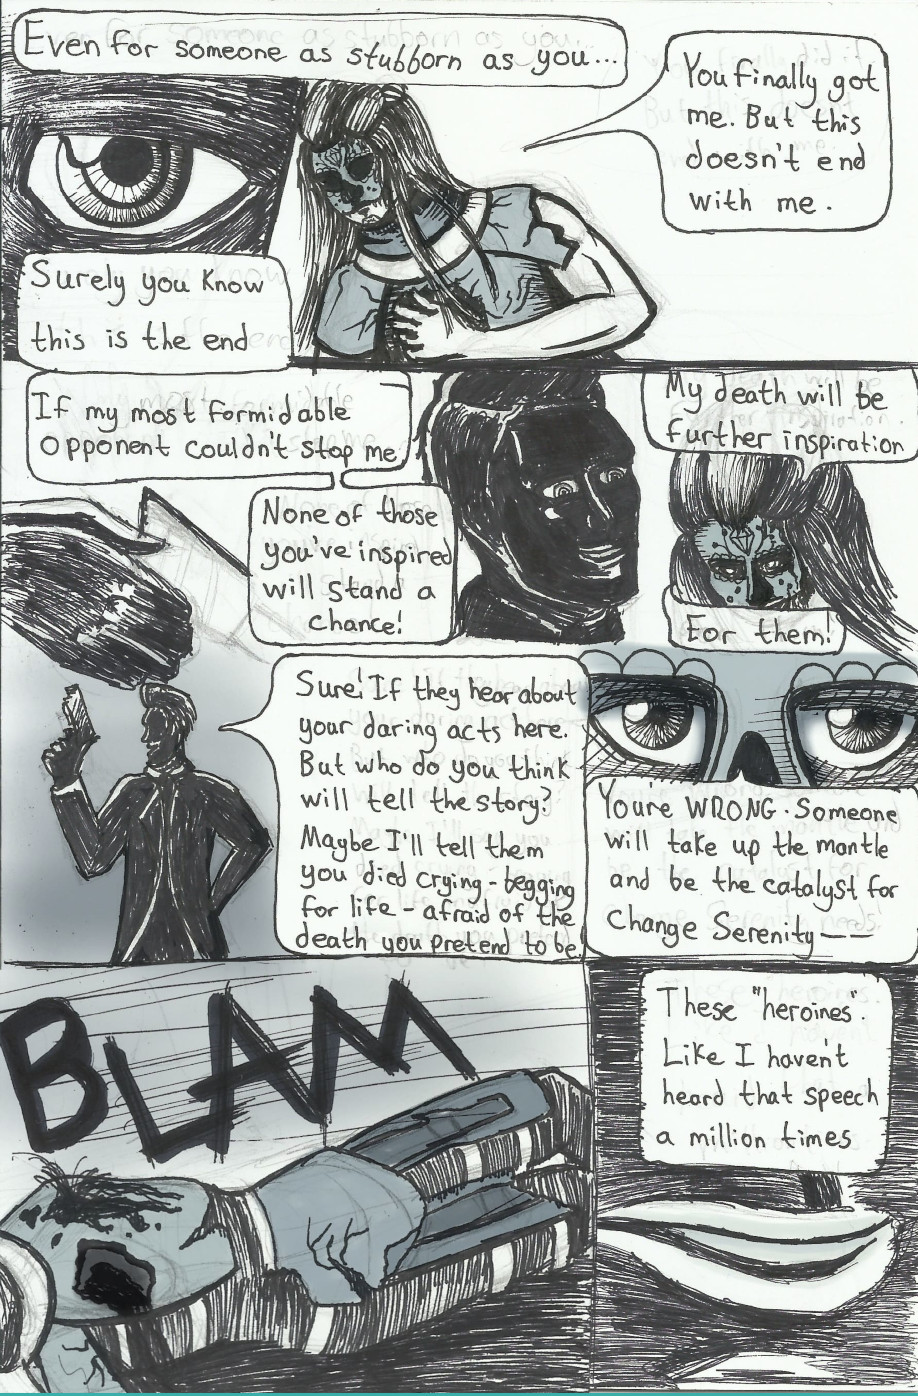 Even for someone as stubborn as you...
You finally got
me. But this
doesn't end
with me.
Surely you know
this is the end
If my most formidable
opponent couldn't stop me
None of those
you've inspired
will stand a
chance!
My death will be
further inspiration
For them!
Sure! If they hear about
your daring acts here.
But who do you think
will tell the story?
Maybe I'll tell them
you died crying - begging
for life - afraid of the
death you pretend to be
Youre WRONG. Someone
will take up the mantle
and be the catalyst for
Change Serenity——
BLAM
These "heroines".
Like I haven't
heard that speech
a million times